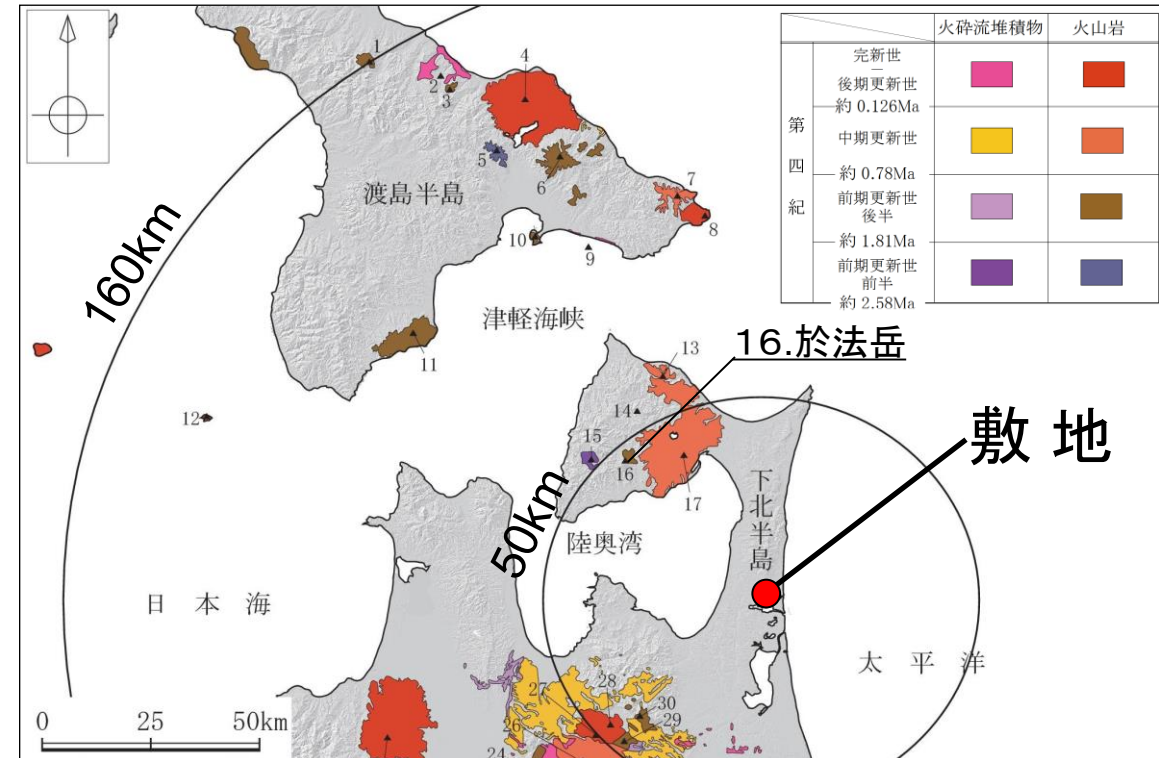 火砕流堆積物 火山岩
第四紀
完新世
－
後期更新世
約 0.126Ma
中期更新世
約 0.78Ma
前期更新世
後半
約 1.81Ma
前期更新世
前半
約 2.58Ma
1
2
3
4
5
6
7
8
渡島半島
160km
10
9
津軽海峡
11
16.於法岳
13
12
14
15
16
17
敷 地
下北半島
50km
陸奥湾
日 本 海
太 平 洋
28
27
30
29
26
24
0 25 50km